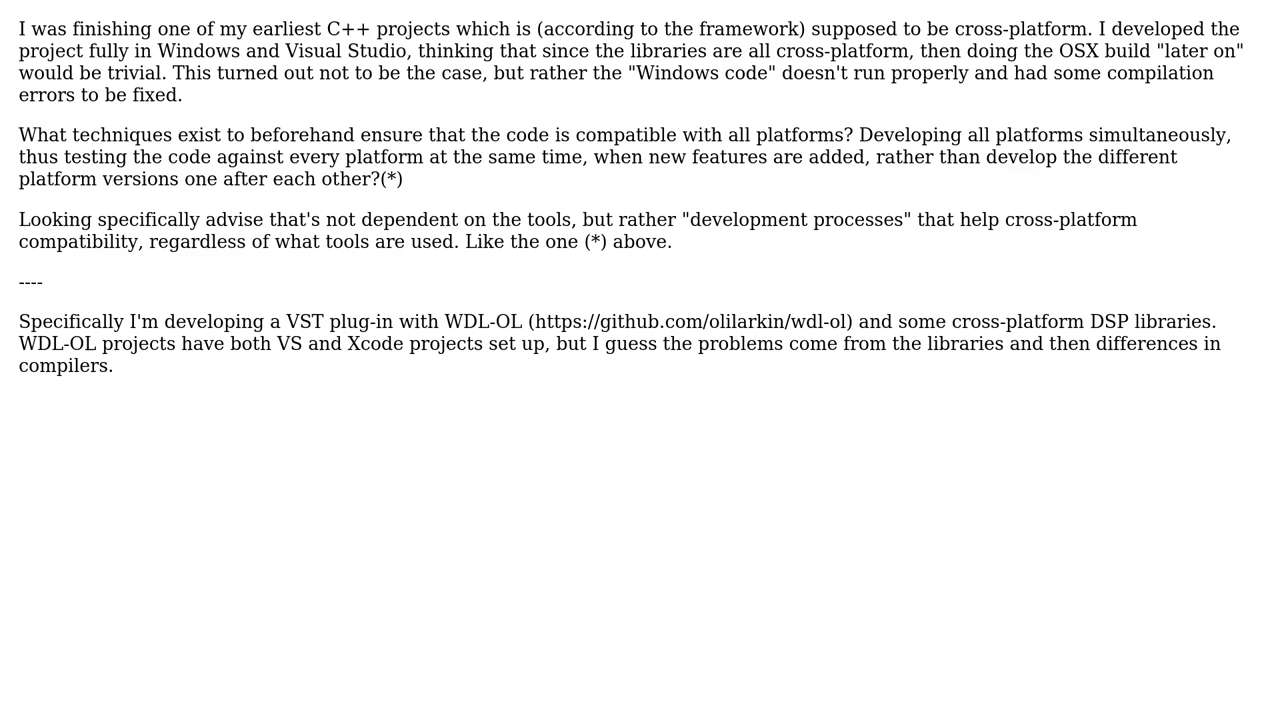 I was finishing one of my earliest C++ projects which is (according to the framework) supposed to be cross-platform. I developed the
project fully in Windows and Visual Studio, thinking that since the libraries are all cross-platform, then doing the OSX build "later on"
would be trivial. This turned out not to be the case, but rather the "Windows code" doesn't run properly and had some compilation
errors to be fixed.
What techniques exist to beforehand ensure that the code is compatible with all platforms? Developing all platforms simultaneously,
thus testing the code against every platform at the same time, when new features are added, rather than develop the different
platform versions one after each other?(*)
Looking specifically advise that's not dependent on the tools, but rather "development processes" that help cross-platform
compatibility, regardless of what tools are used. Like the one (*) above.
----
Specifically I'm developing a VST plug-in with WDL-OL (https://github.com/olilarkin/wdl-ol) and some cross-platform DSP libraries.
WDL-OL projects have both VS and Xcode projects set up, but I guess the problems come from the libraries and then differences in
compilers.